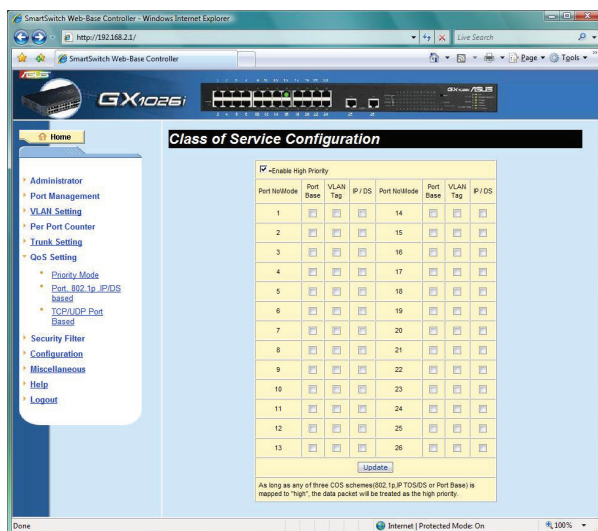 SmartSwitch Web-Base Controller - Windows Internet Explorer
http://192.168.2.1/
Live Search
SmartSwitch Web-Base Controller
Page
Tools
GX1026i
Home
Class of Service Configuration
Administrator
Port Management
VLAN Setting
Per Port Counter
Trunk Setting
QoS Setting
Priority Mode
Port, 802.1p ,IP/DS based
TCP/UDP Port Based
Security Filter
Configuration
Miscellaneous
Help
Logout
=Enable High Priority
Port No\Mode Port Base VLAN Tag IP / DS Port No\Mode Port Base VLAN Tag IP / DS
1 14
2 15
3 16
4 17
5 18
6 19
7 20
8 21
9 22
10 23
11 24
12 25
13 26
Update
As long as any of three COS schemes(802.1p,IP TOS/DS or Port Base) is
mapped to "high", the data packet will be treated as the high priority.
Done
Internet | Protected Mode: On
100%